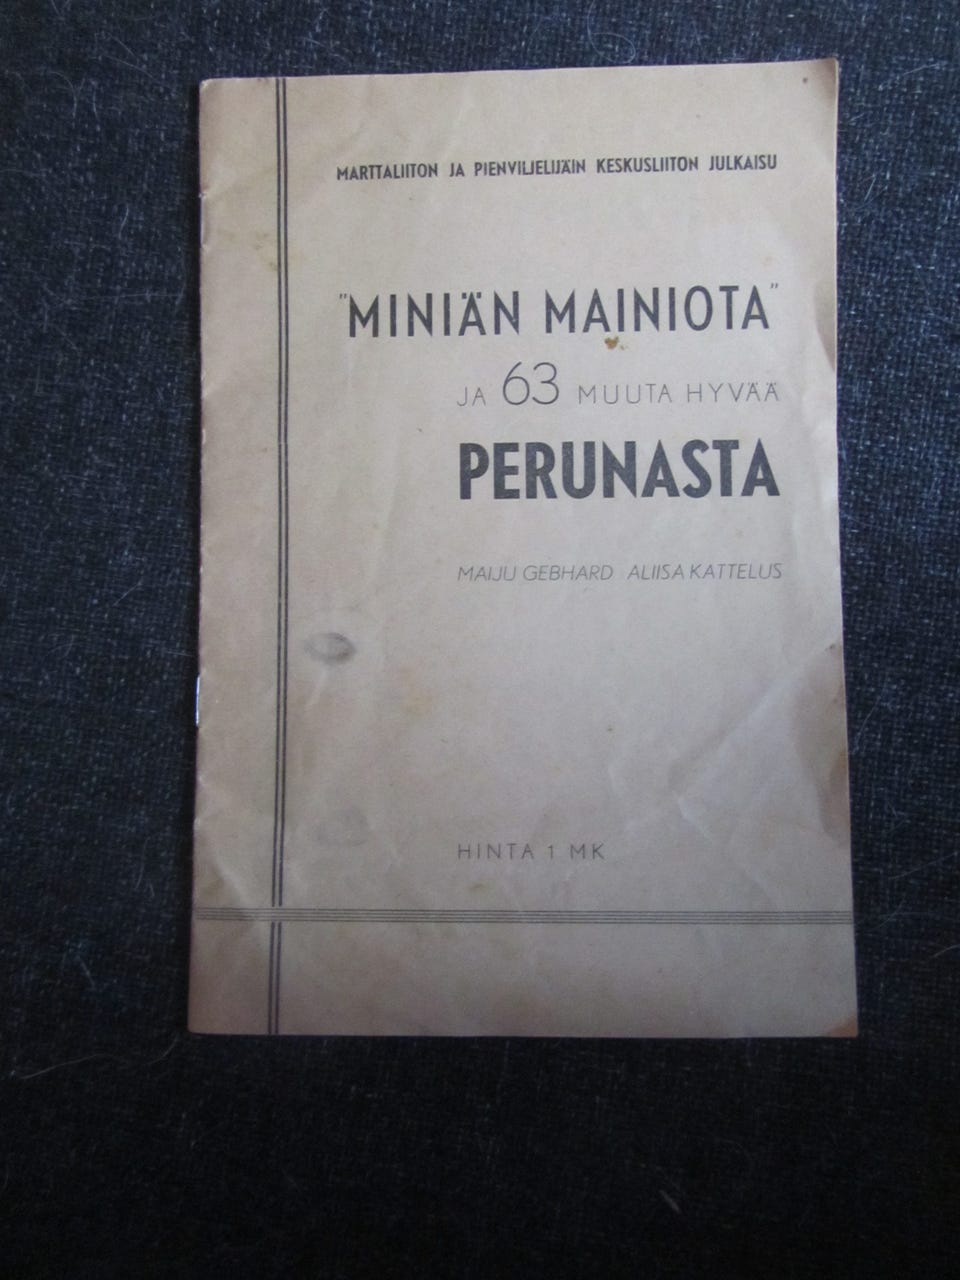 MARTTALIITON JA PIENVILJELIJÄIN KESKUSLIITON JULKAISU
"MINIÄN MAINIOTA"
JA 63 MUUTA HYVÄÄ
PERUNASTA
MAIJU GEBHARD ALIISA KATTELUS
HINTA 1 MK